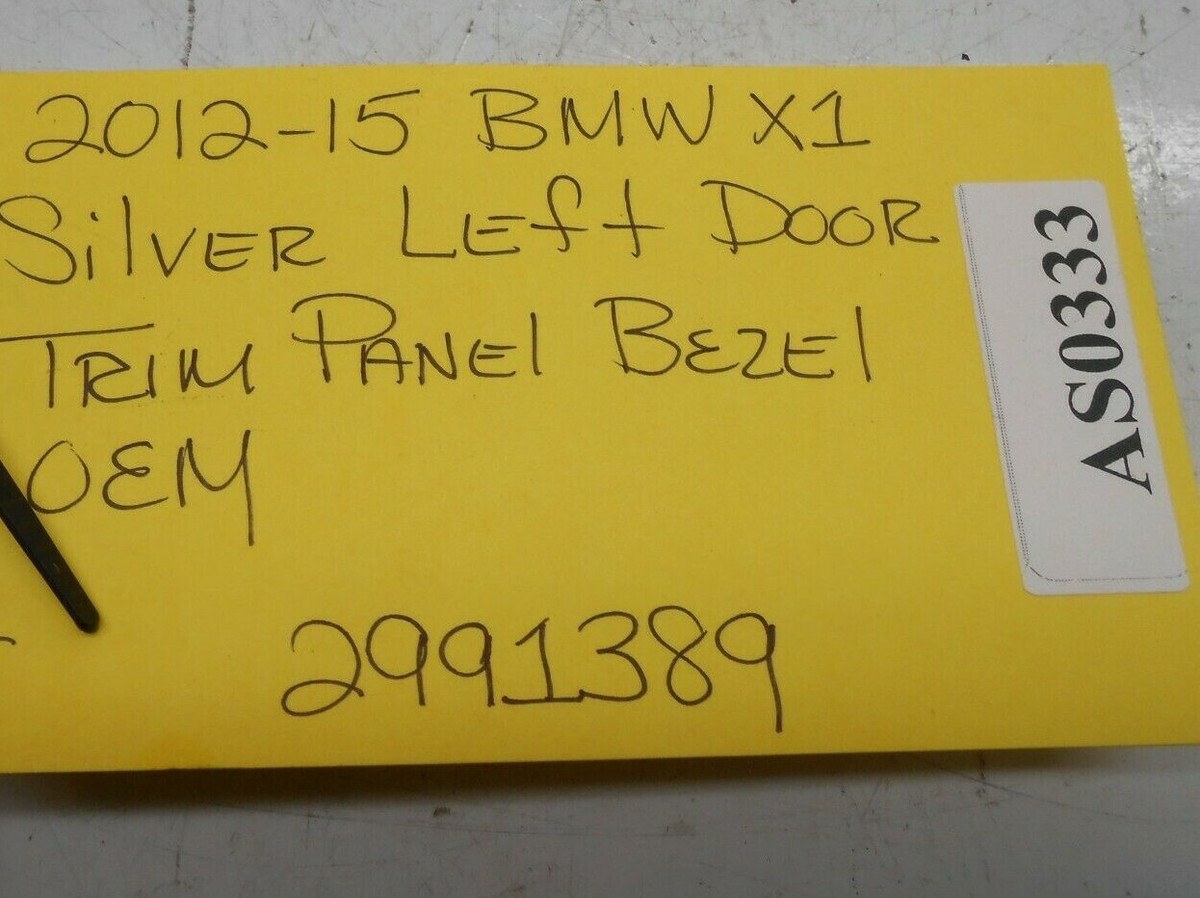 2012-15 BMW X1
Silver Left Door
Trim Panel Bezel
OEM
2991389
AS0333